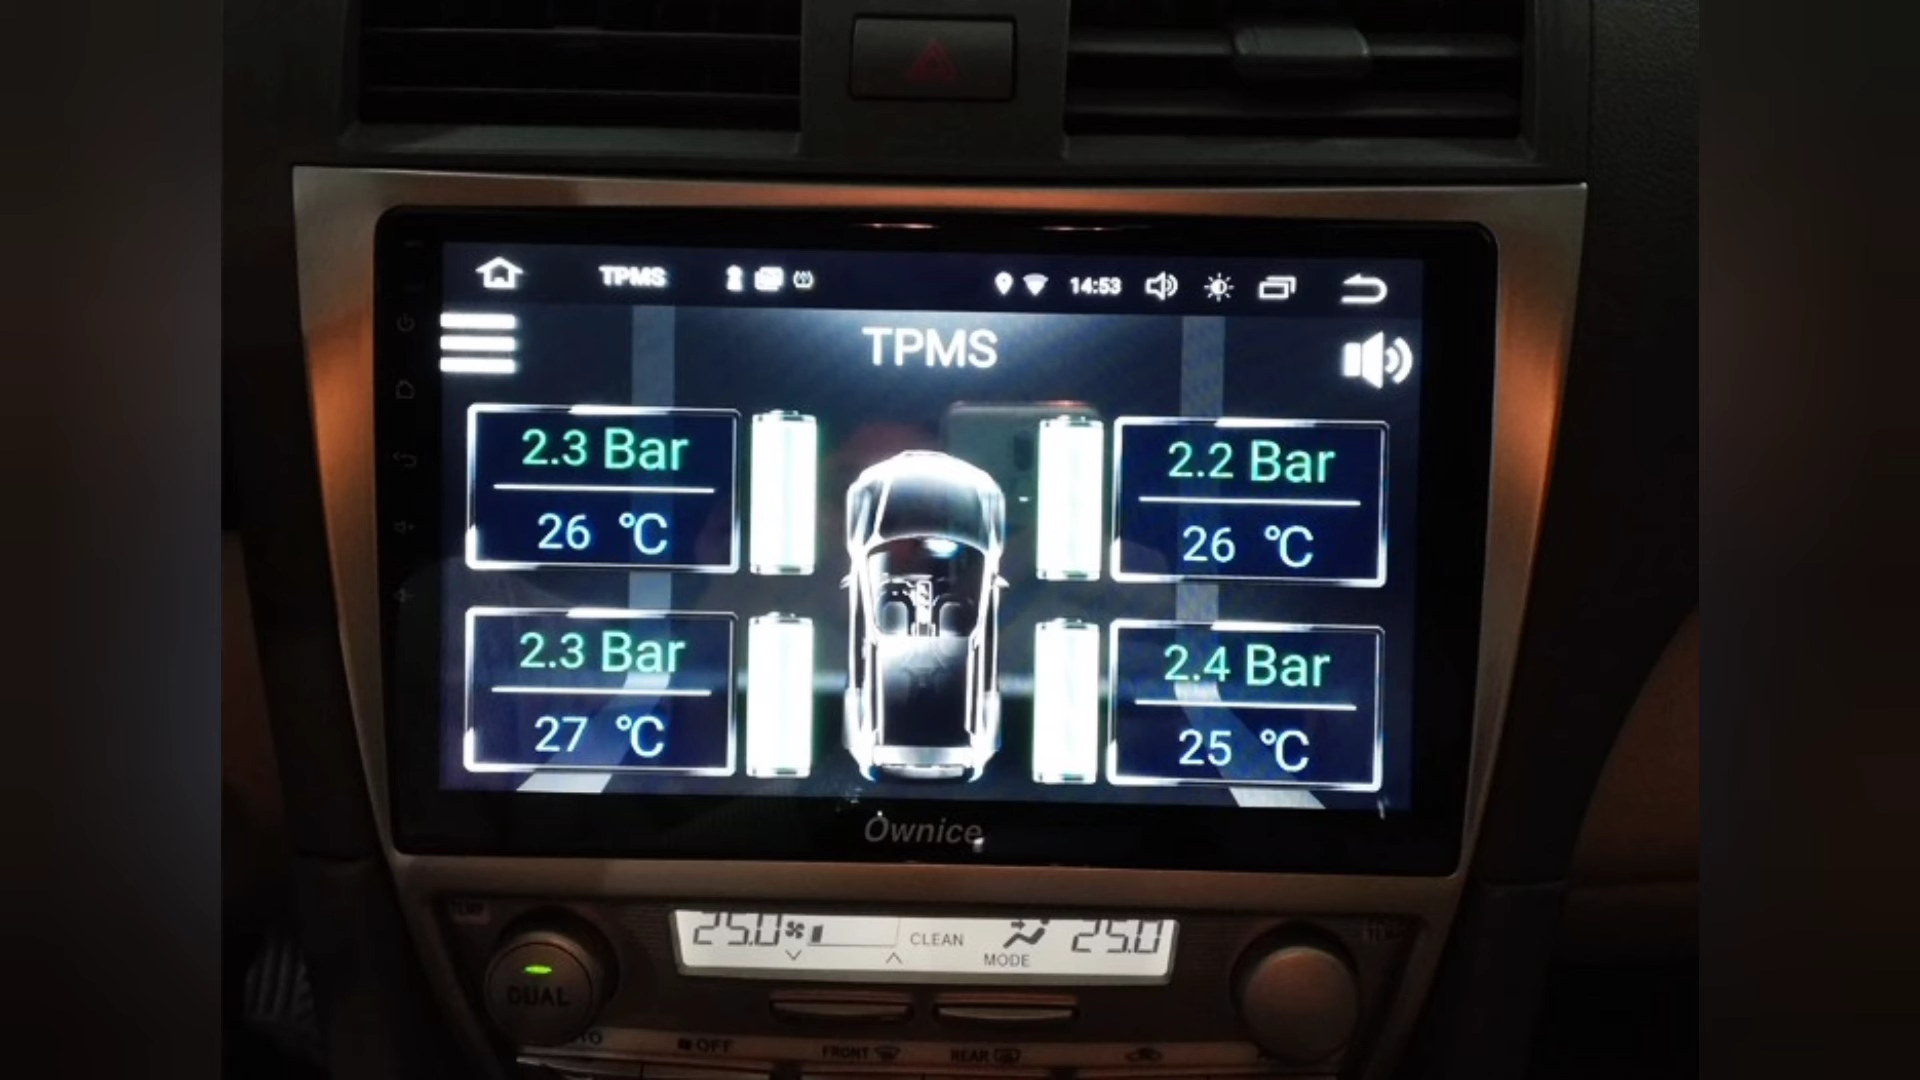 TPMS 14:53
TPMS
2.3 Bar
26 °C
2.2 Bar
26 °C
2.3 Bar
27 °C
2.4 Bar
25 °C
Ownice
25.0 CLEAN 25.0
MODE
DUAL
OFF
FRONT REAR